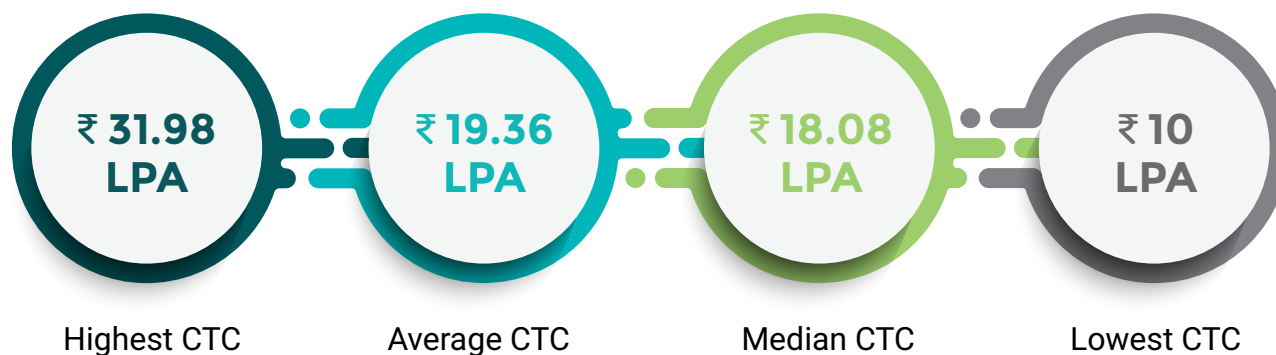 ₹ 31.98
LPA
₹ 19.36
LPA
₹ 18.08
LPA
₹ 10
LPA
Highest CTC
Average CTC
Median CTC
Lowest CTC